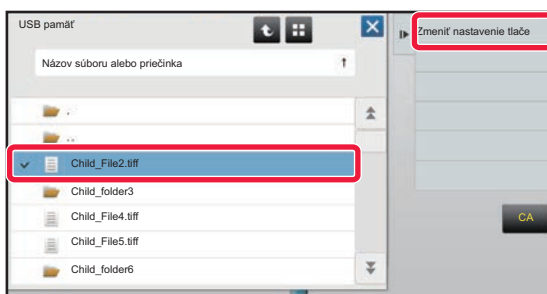 USB pamäť
Zmeniť nastavenie tlače
Názov súboru alebo priečinka
.
..
Child_File2.tiff
Child_folder3
Child_File4.tiff
Child_File5.tiff
Child_folder6
CA